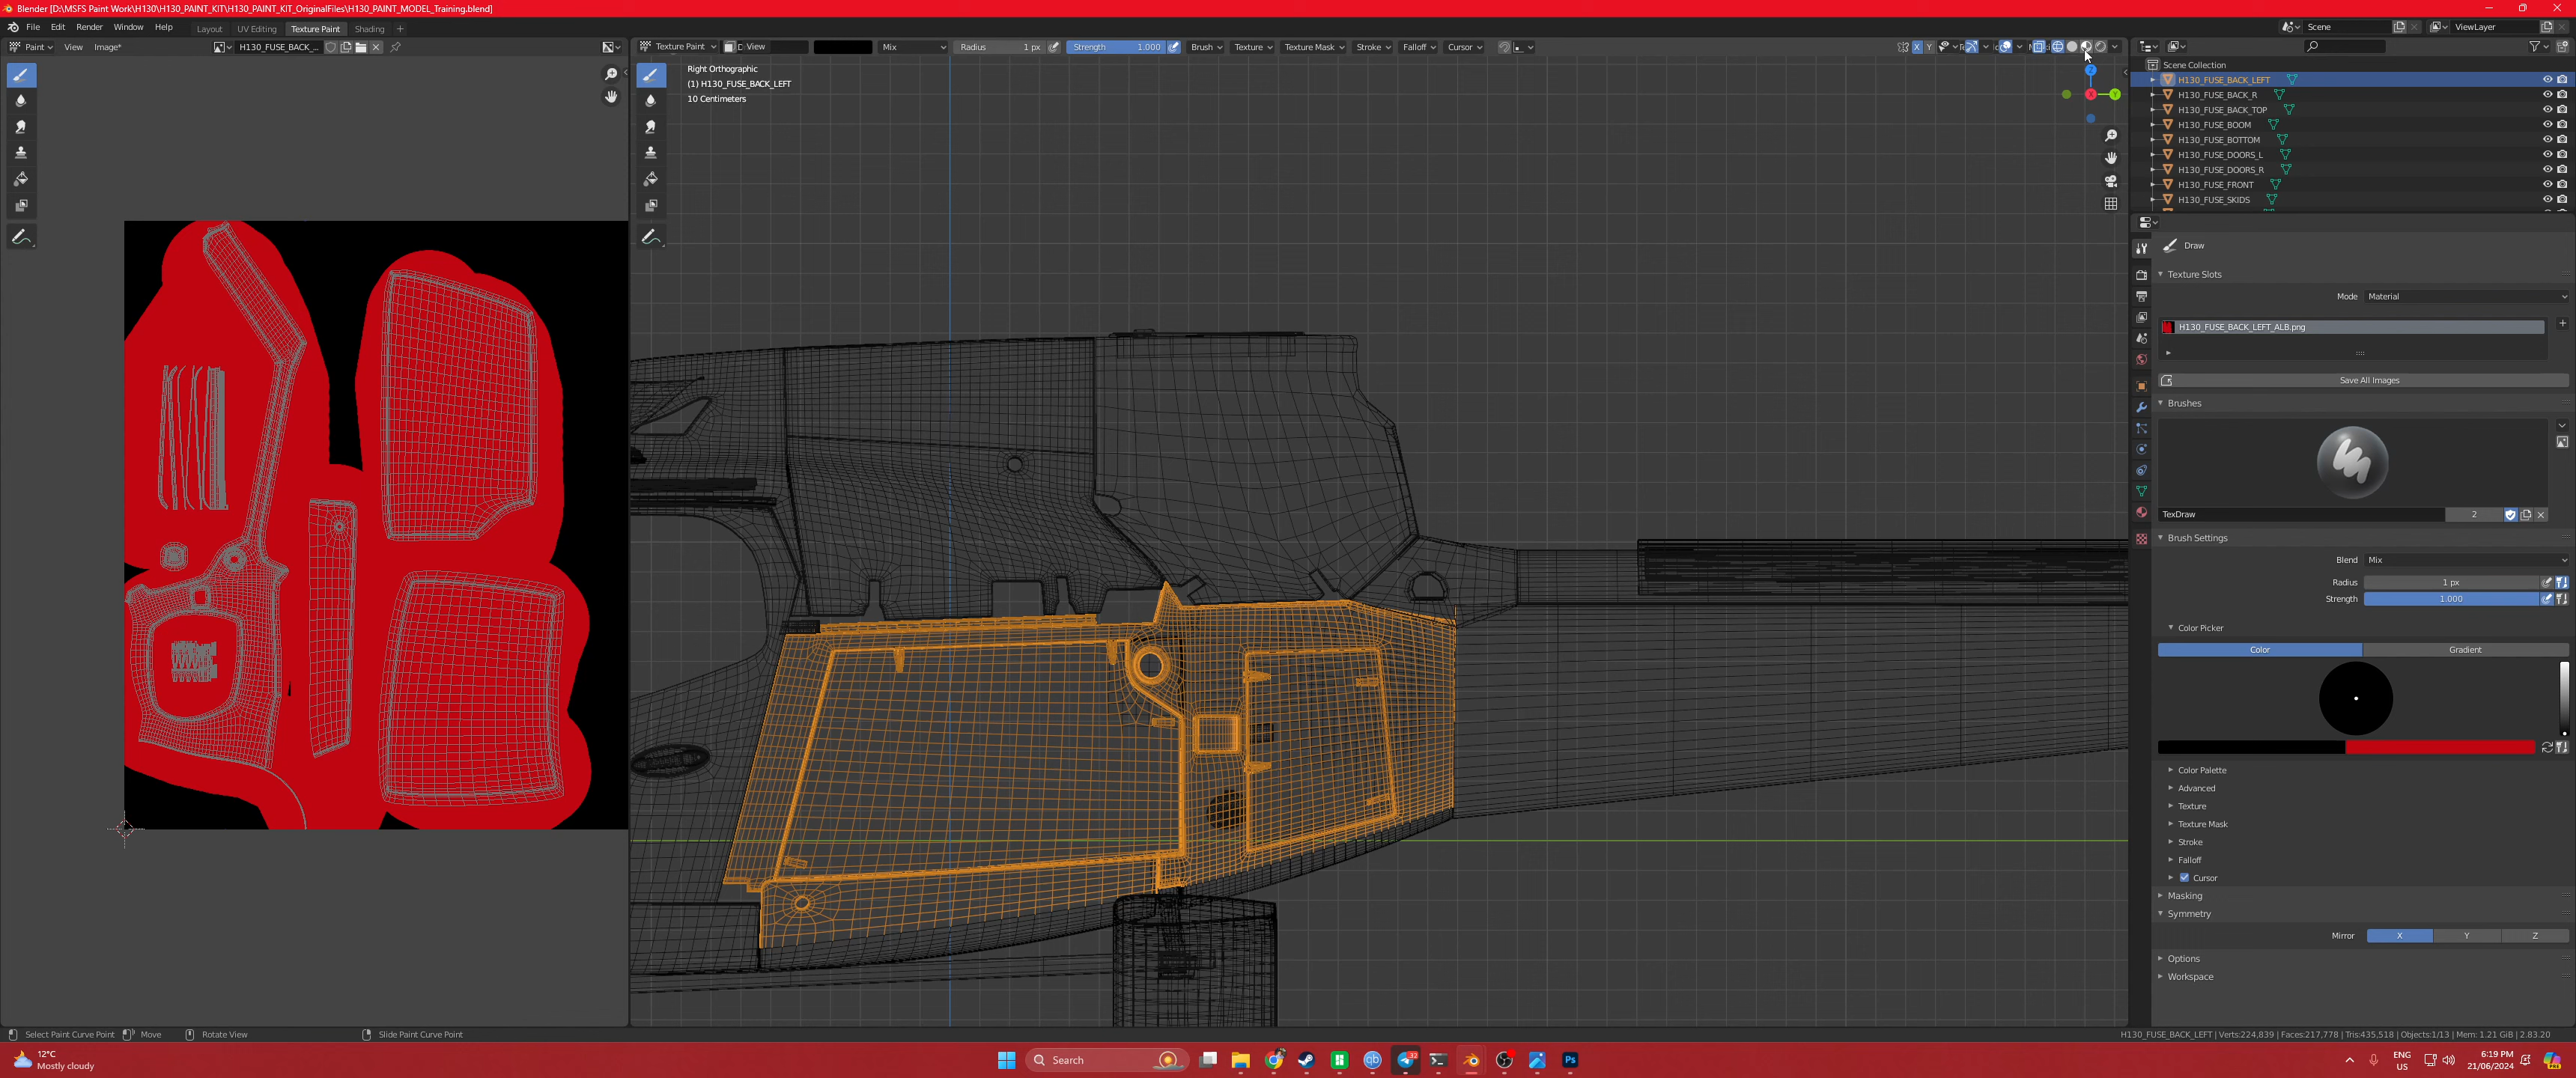 Blender [D:\MSFS Paint Work\H130\H130_PAINT_KIT\H130_PAINT_KIT_OriginalFiles\H130_PAINT_MODEL_Training.blend]
File Edit Render Window Help Layout UV Editing Texture Paint Shading + Scene ViewLayer
Paint View Image* H130_FUSE_BACK_... Texture Paint View Mix Radius 1 px Strength 1.000 Brush Texture Texture Mask Stroke Falloff Cursor X Y
Right Orthographic
(1) H130_FUSE_BACK_LEFT
10 Centimeters
Z
X
Y
Scene Collection
H130_FUSE_BACK_LEFT
H130_FUSE_BACK_R
H130_FUSE_BACK_TOP
H130_FUSE_BOOM
H130_FUSE_BOTTOM
H130_FUSE_DOORS_L
H130_FUSE_DOORS_R
H130_FUSE_FRONT
H130_FUSE_SKIDS
Draw
Texture Slots
Mode Material
H130_FUSE_BACK_LEFT_ALB.png
Save All Images
Brushes
TexDraw 2
Brush Settings
Blend Mix
Radius 1 px
Strength 1.000
Color Picker
Color Gradient
Color Palette
Advanced
Texture
Texture Mask
Stroke
Falloff
Cursor
Masking
Symmetry
Mirror X Y Z
Options
Workspace
Select Paint Curve Point Move Rotate View Slide Paint Curve Point H130_FUSE_BACK_LEFT | Verts:224,839 | Faces:217,778 | Tris:435,518 | Objects:1/13 | Mem: 1.21 GiB | 2.83.20
12°C
Mostly cloudy
Search
32
Ps
ENG
US
6:19 PM
21/06/2024